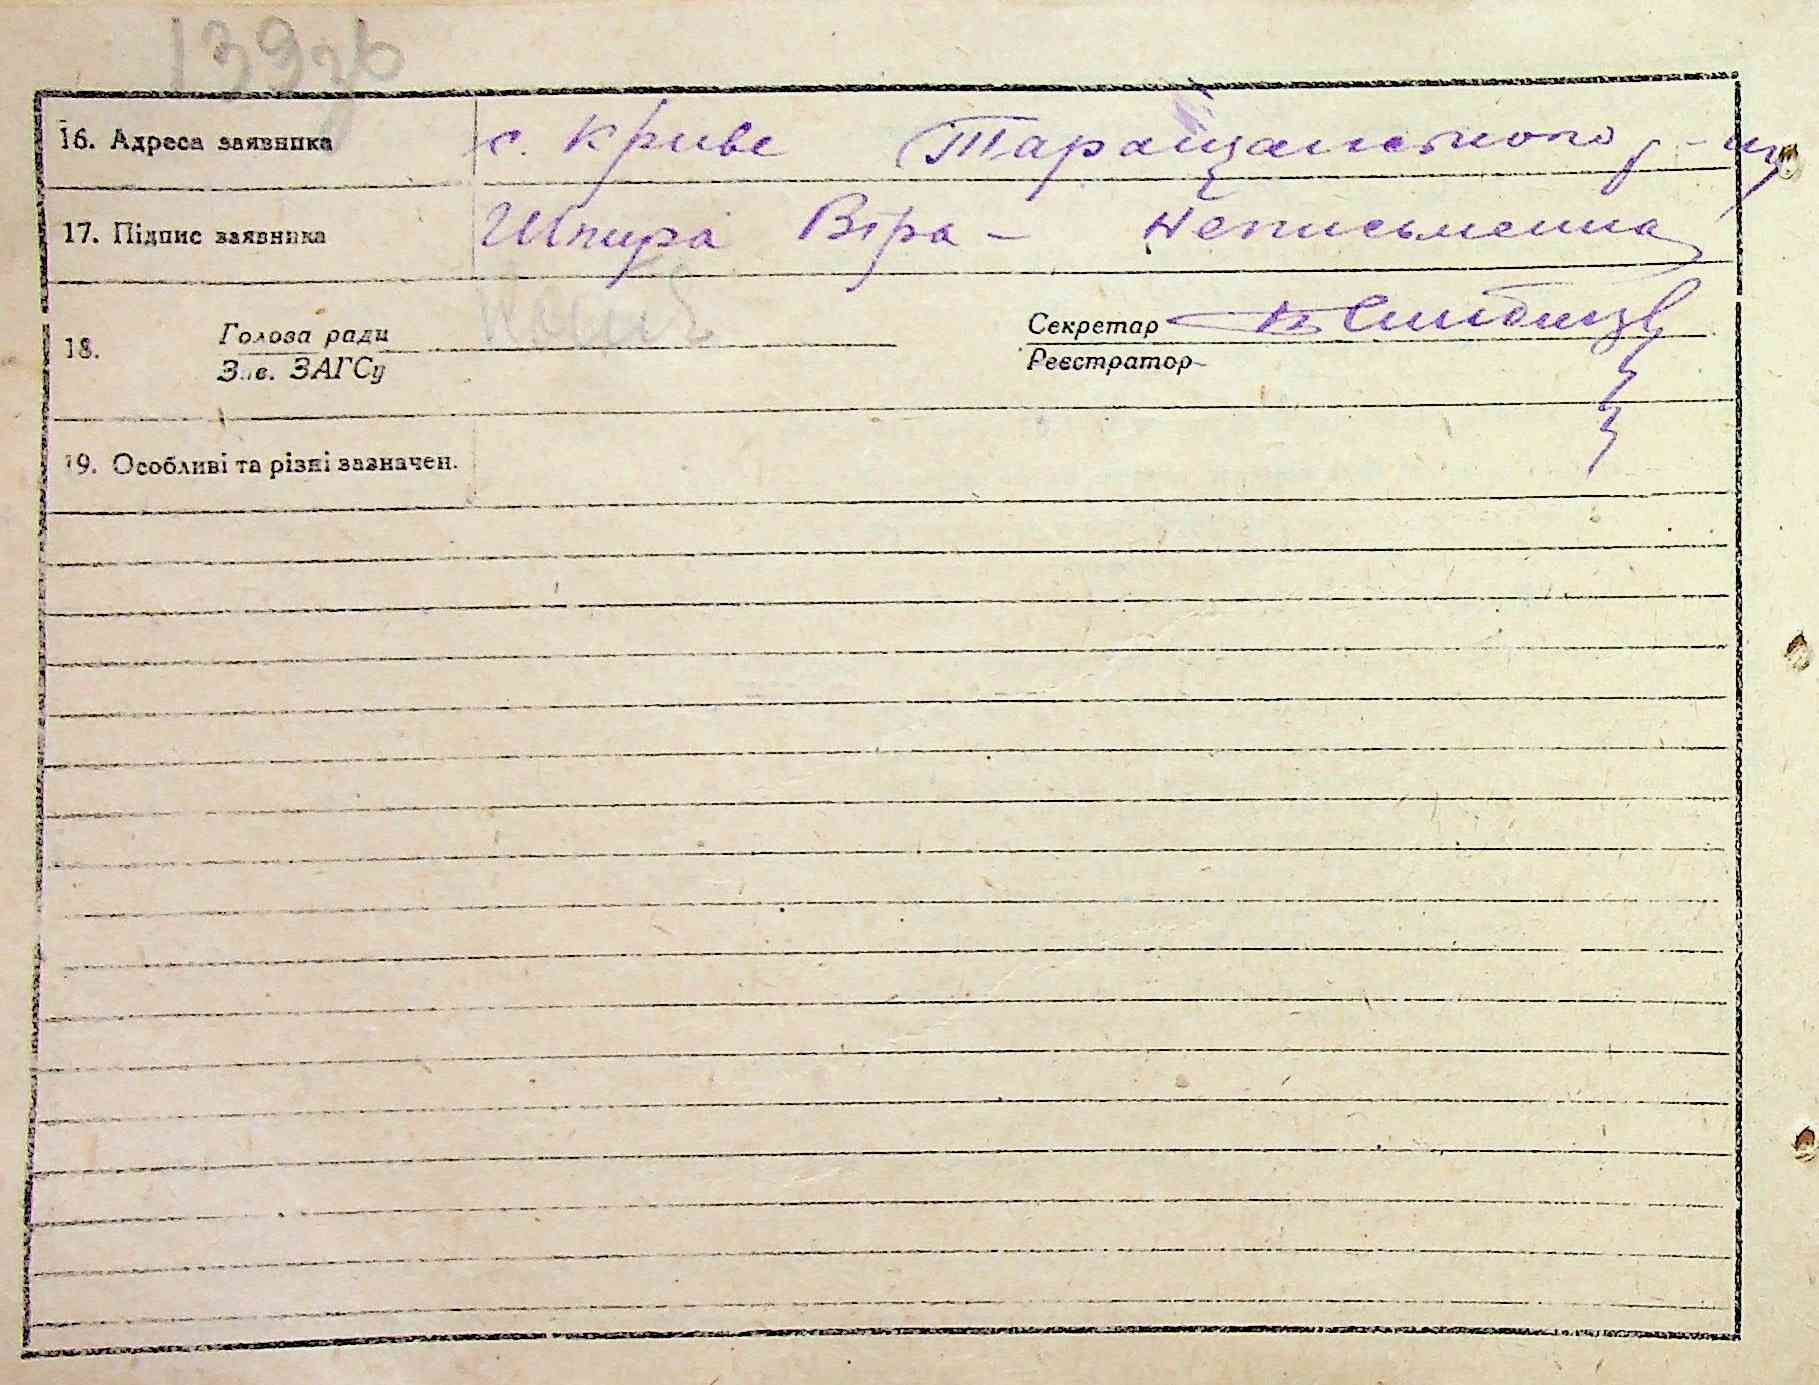 139зв
16. Адреса заявника с. Криве Таращанського р-ну
17. Підпис заявника Шпира Віра - Неписьменна
18. Голова ради Секретар
Зав. ЗАГСу Реєстратор
19. Особливі та різні зазначен.